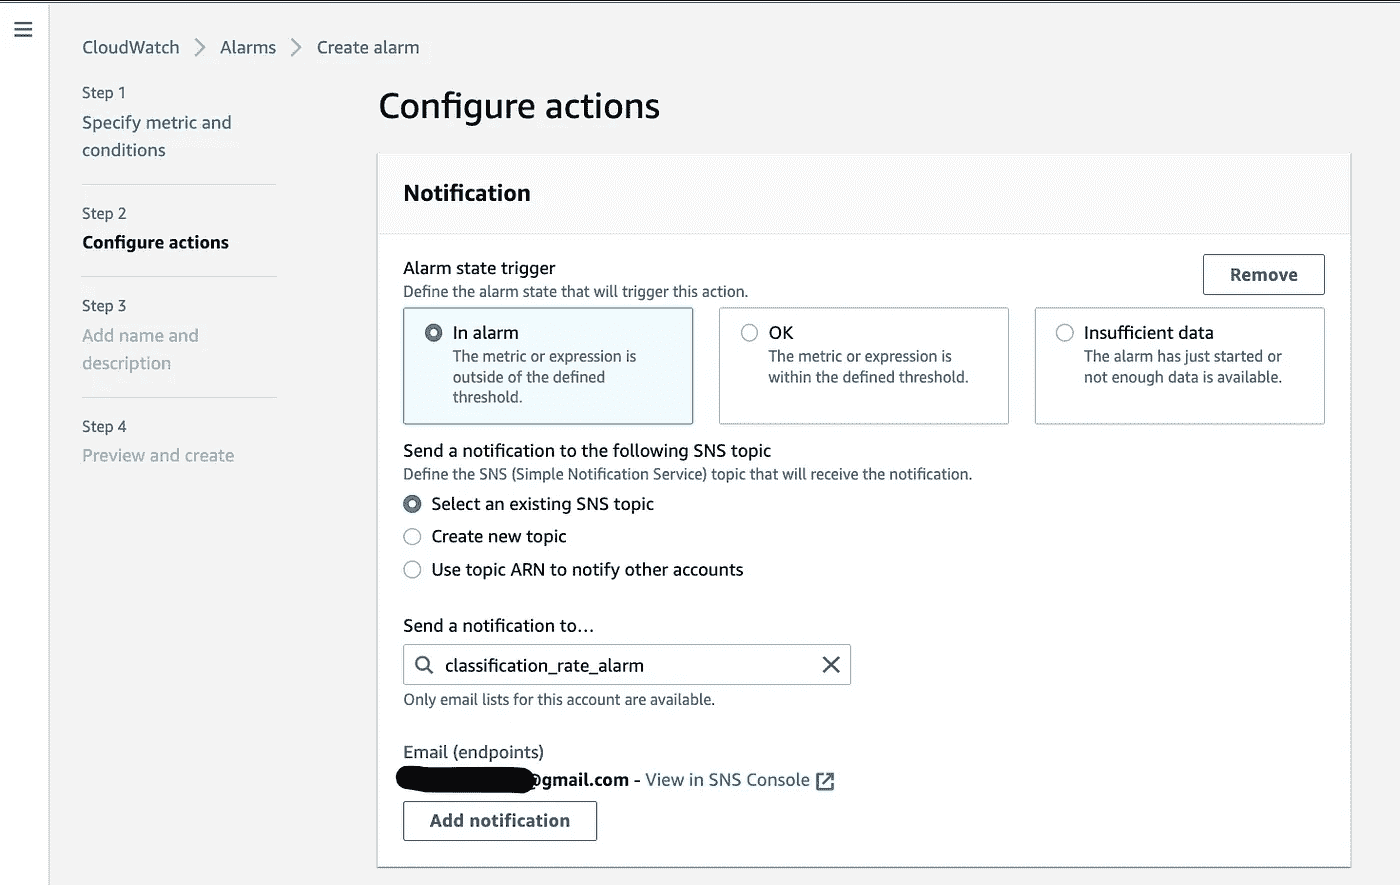 CloudWatch > Alarms > Create alarm
Step 1
Specify metric and
conditions
Step 2
Configure actions
Step 3
Add name and
description
Step 4
Preview and create
Configure actions
Notification
Alarm state trigger
Define the alarm state that will trigger this action.
Remove
In alarm
The metric or expression is
outside of the defined
threshold.
OK
The metric or expression is
within the defined threshold.
Insufficient data
The alarm has just started or
not enough data is available.
Send a notification to the following SNS topic
Define the SNS (Simple Notification Service) topic that will receive the notification.
Select an existing SNS topic
Create new topic
Use topic ARN to notify other accounts
Send a notification to…
classification_rate_alarm
Only email lists for this account are available.
Email (endpoints)
@gmail.com - View in SNS Console
Add notification